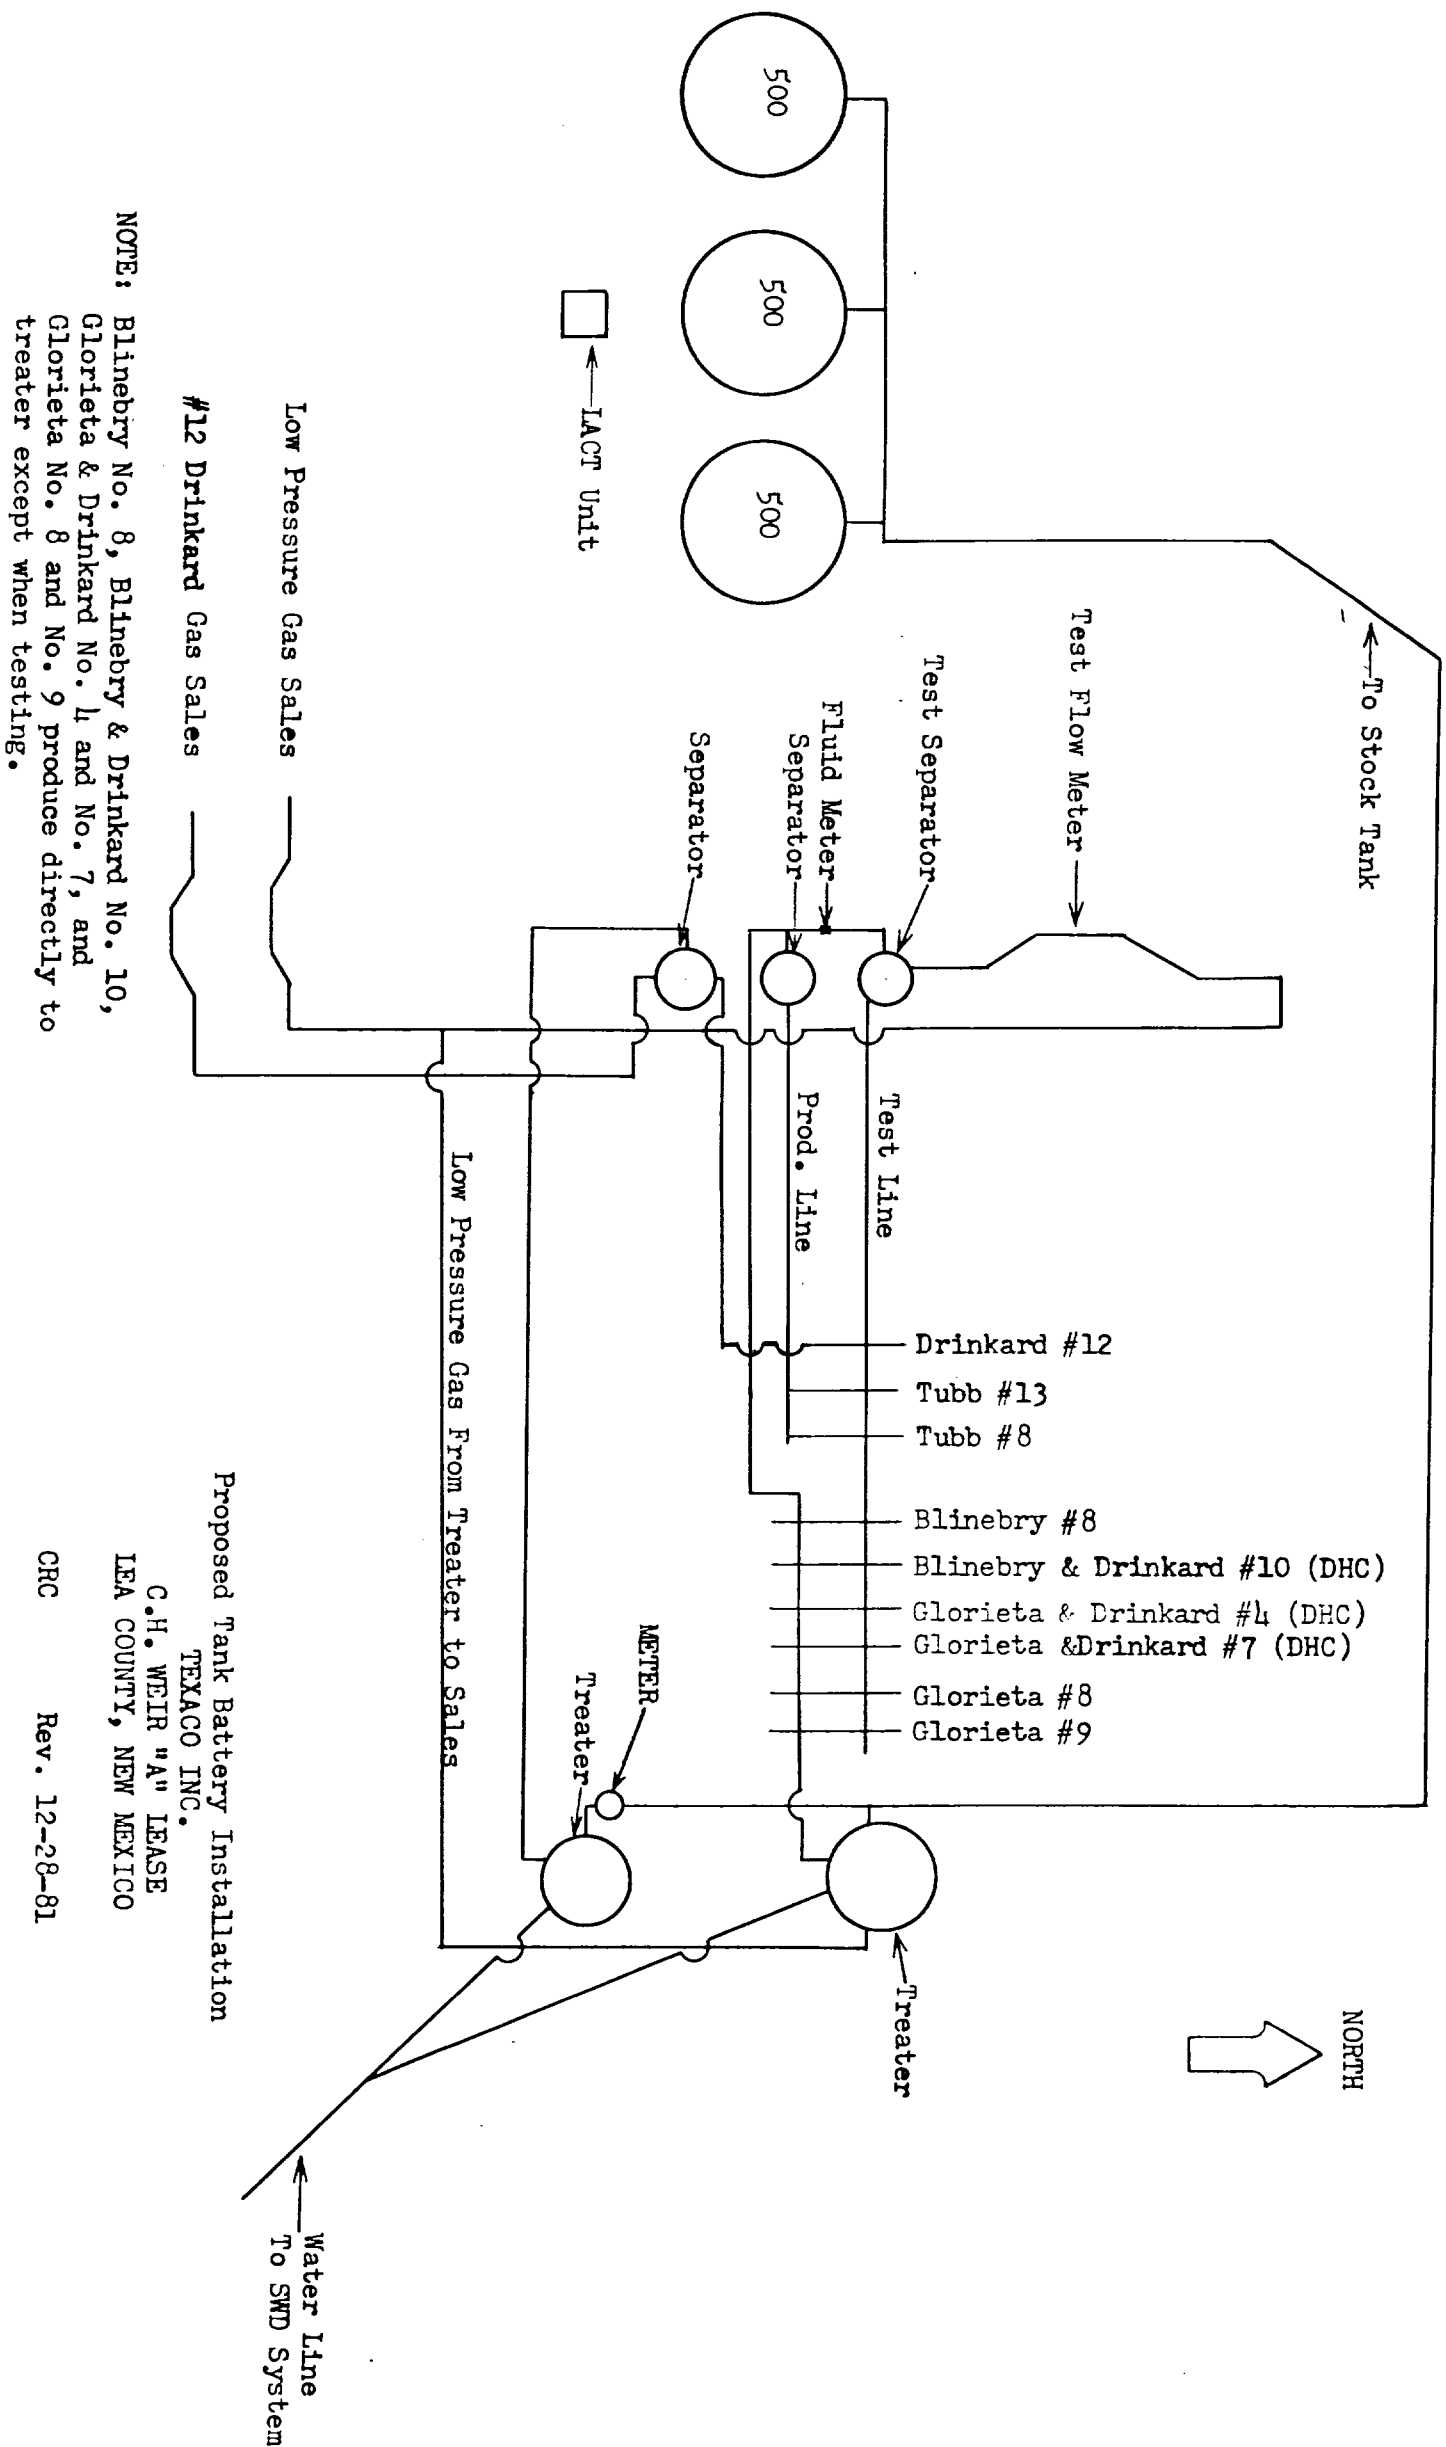 500
500
500
LACT Unit
To Stock Tank
Test Flow Meter
Test Separator
Fluid Meter
Separator
Separator
Low Pressure Gas Sales
#12 Drinkard Gas Sales
NOTE: Blinebry No. 8, Blinebry & Drinkard No. 10,
Glorieta & Drinkard No. 4 and No. 7, and
Glorieta No. 8 and No. 9 produce directly to
treater except when testing.
Test Line
Prod. Line
Low Pressure Gas From Treater to Sales
Drinkard #12
Tubb #13
Tubb #8
Blinebry #8
Blinebry & Drinkard #10 (DHC)
Glorieta & Drinkard #4 (DHC)
Glorieta &Drinkard #7 (DHC)
Glorieta #8
Glorieta #9
METER
Treater
Treater
NORTH
Water Line
To SWD System
Proposed Tank Battery Installation
TEXACO INC.
C.H. WEIR "A" LEASE
LEA COUNTY, NEW MEXICO
CRC Rev. 12-28-81